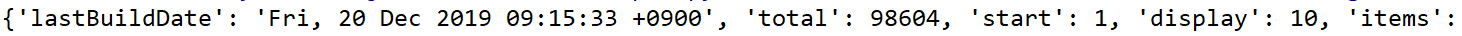 {'lastBuildDate': 'Fri, 20 Dec 2019 09:15:33 +0900', 'total': 98604, 'start': 1, 'display': 10, 'items':